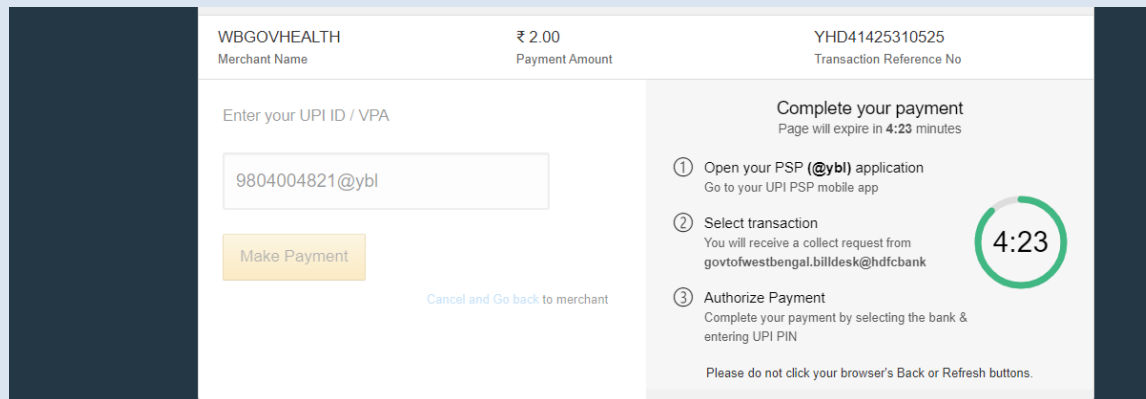 WBGOVHEALTH
Merchant Name
₹ 2.00
Payment Amount
YHD41425310525
Transaction Reference No
Enter your UPI ID / VPA
9804004821@ybl
Make Payment
Cancel and Go back to merchant
Complete your payment
Page will expire in 4:23 minutes
1 Open your PSP (@ybl) application
Go to your UPI PSP mobile app
2 Select transaction
You will receive a collect request from
govtofwestbengal.billdesk@hdfcbank
4:23
3 Authorize Payment
Complete your payment by selecting the bank &
entering UPI PIN
Please do not click your browser's Back or Refresh buttons.